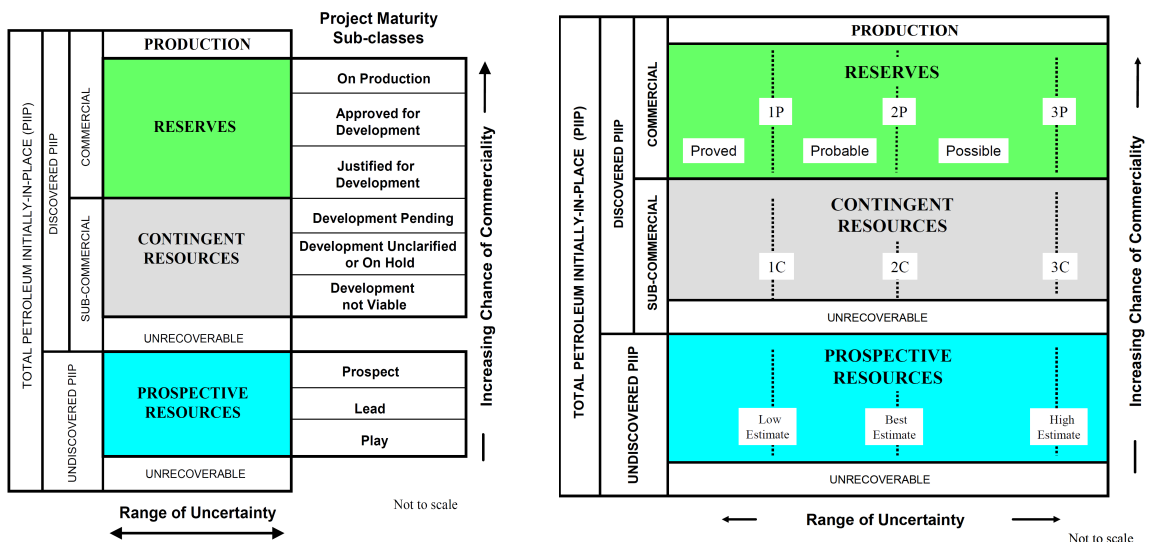 Project Maturity
Sub-classes
TOTAL PETROLEUM INITIALLY-IN-PLACE (PIIP)
DISCOVERED PIIP
COMMERCIAL
SUB-COMMERCIAL
UNDISCOVERED PIIP
PRODUCTION
RESERVES
On Production
Approved for
Development
Justified for
Development
CONTINGENT
RESOURCES
Development Pending
Development Unclarified
or On Hold
Development
not Viable
UNRECOVERABLE
PROSPECTIVE
RESOURCES
Prospect
Lead
Play
UNRECOVERABLE
Increasing Chance of Commerciality
Not to scale
Range of Uncertainty
TOTAL PETROLEUM INITIALLY-IN-PLACE (PIIP)
DISCOVERED PIIP
COMMERCIAL
SUB-COMMERCIAL
UNDISCOVERED PIIP
PRODUCTION
RESERVES
1P
2P
3P
Proved
Probable
Possible
CONTINGENT
RESOURCES
1C
2C
3C
UNRECOVERABLE
PROSPECTIVE
RESOURCES
Low
Estimate
Best
Estimate
High
Estimate
UNRECOVERABLE
Increasing Chance of Commerciality
Range of Uncertainty
Not to scale